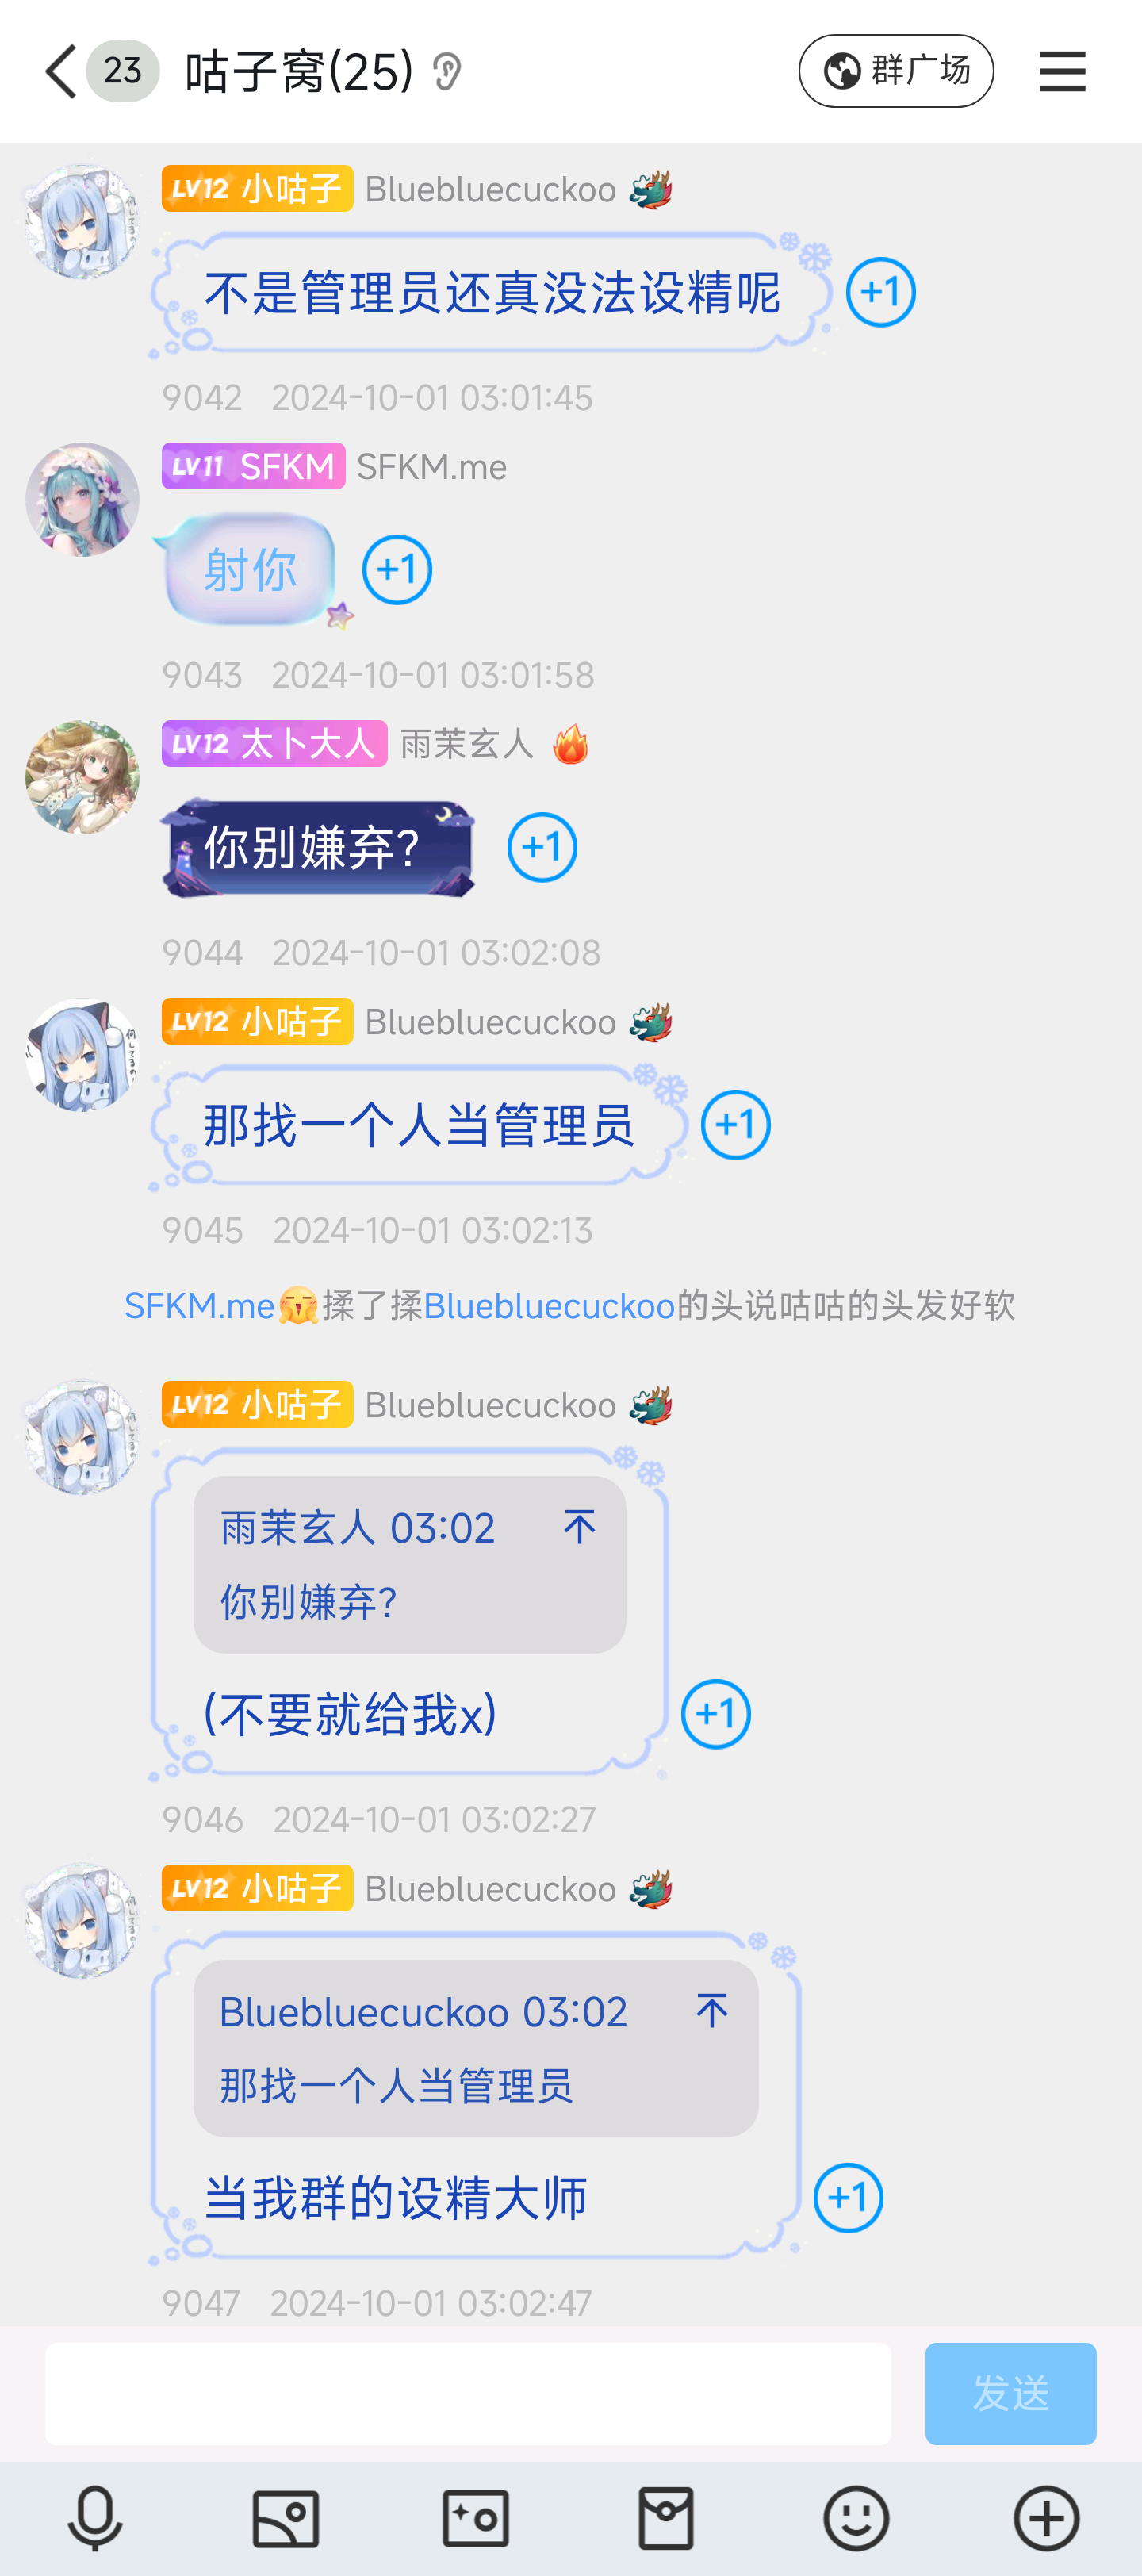 23 咕子窝(25) 群广场
LV12 小咕子 Bluebluecuckoo
不是管理员还真没法设精呢
+1
9042 2024-10-01 03:01:45
LV11 SFKM SFKM.me
射你
+1
9043 2024-10-01 03:01:58
LV12 太卜大人 雨茉玄人
你别嫌弃?
+1
9044 2024-10-01 03:02:08
LV12 小咕子 Bluebluecuckoo
那找一个人当管理员
+1
9045 2024-10-01 03:02:13
SFKM.me揉了揉Bluebluecuckoo的头说咕咕的头发好软
LV12 小咕子 Bluebluecuckoo
雨茉玄人 03:02
你别嫌弃?
(不要就给我x)
+1
9046 2024-10-01 03:02:27
LV12 小咕子 Bluebluecuckoo
Bluebluecuckoo 03:02
那找一个人当管理员
当我群的设精大师
+1
9047 2024-10-01 03:02:47
发送